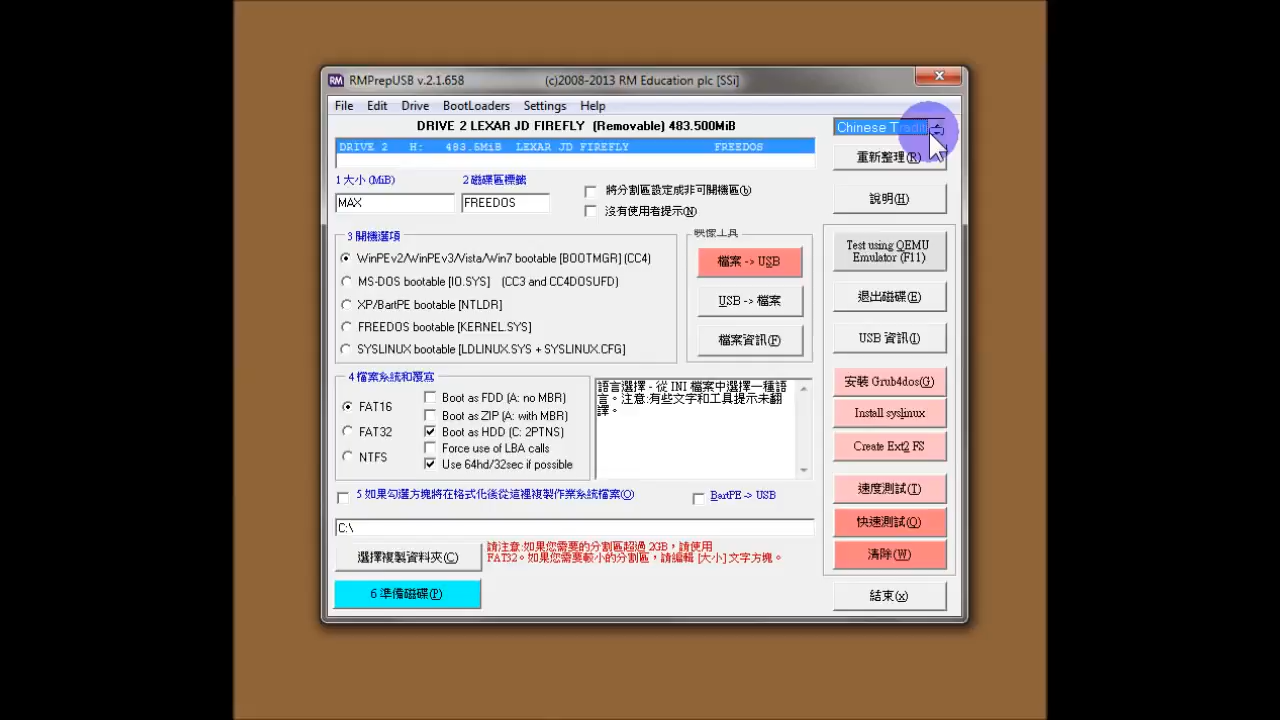 RMPrepUSB v.2.1.658 (c)2008-2013 RM Education plc [SSi]
File Edit Drive BootLoaders Settings Help
DRIVE 2 LEXAR JD FIREFLY (Removable) 483.500MiB
Chinese Traditi
DRIVE 2 H: 483.5MiB LEXAR JD FIREFLY FREEDOS
重新整理(R)
1 大小 (MiB) 2 磁碟區標籤
MAX FREEDOS
將分割區設定成非可開機區(b)
沒有使用者提示(N)
說明(H)
3 開機選項
WinPEv2/WinPEv3/Vista/Win7 bootable [BOOTMGR] (CC4)
MS-DOS bootable [IO.SYS] (CC3 and CC4DOSUFD)
XP/BartPE bootable [NTLDR]
FREEDOS bootable [KERNEL.SYS]
SYSLINUX bootable [LDLINUX.SYS + SYSLINUX.CFG]
映像工具
檔案 -> USB
USB -> 檔案
檔案資訊(F)
Test using QEMU
Emulator (F11)
退出磁碟(E)
USB 資訊(I)
4 檔案系統和覆寫
FAT16
FAT32
NTFS
Boot as FDD (A: no MBR)
Boot as ZIP (A: with MBR)
Boot as HDD (C: 2PTNS)
Force use of LBA calls
Use 64hd/32sec if possible
語言選擇 - 從 INI 檔案中選擇一種語
言。注意:有些文字和工具提示未翻
譯。
安裝 Grub4dos(G)
Install syslinux
Create Ext2 FS
速度測試(T)
快速測試(Q)
清除(W)
5 如果勾選方塊將在格式化後從這裡複製作業系統檔案(O) BartPE -> USB
C:\
選擇複製資料夾(C)
請注意:如果您需要的分割區超過 2GB，請使用
FAT32。如果您需要較小的分割區，請編輯 [大小] 文字方塊。
6 準備磁碟(P)
結束(x)